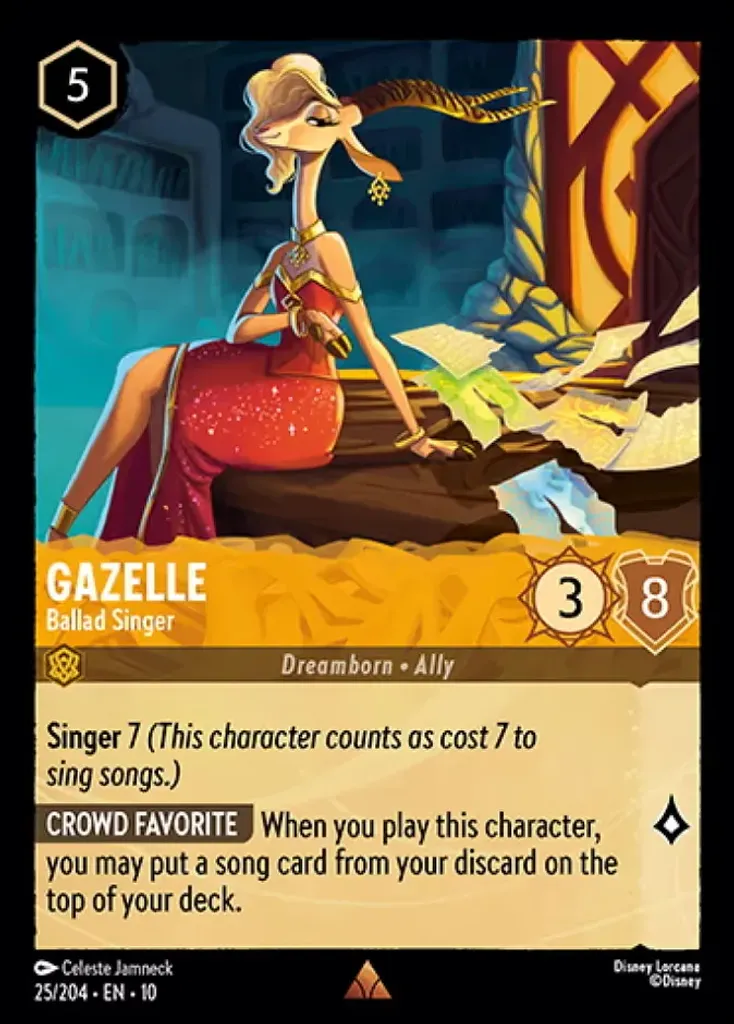 5
GAZELLE
Ballad Singer
3
8
Dreamborn • Ally
Singer 7 (This character counts as cost 7 to
sing songs.)
CROWD FAVORITE When you play this character,
you may put a song card from your discard on the
top of your deck.
Celeste Jamneck
25/204 • EN • 10
Disney Lorcana
©Disney